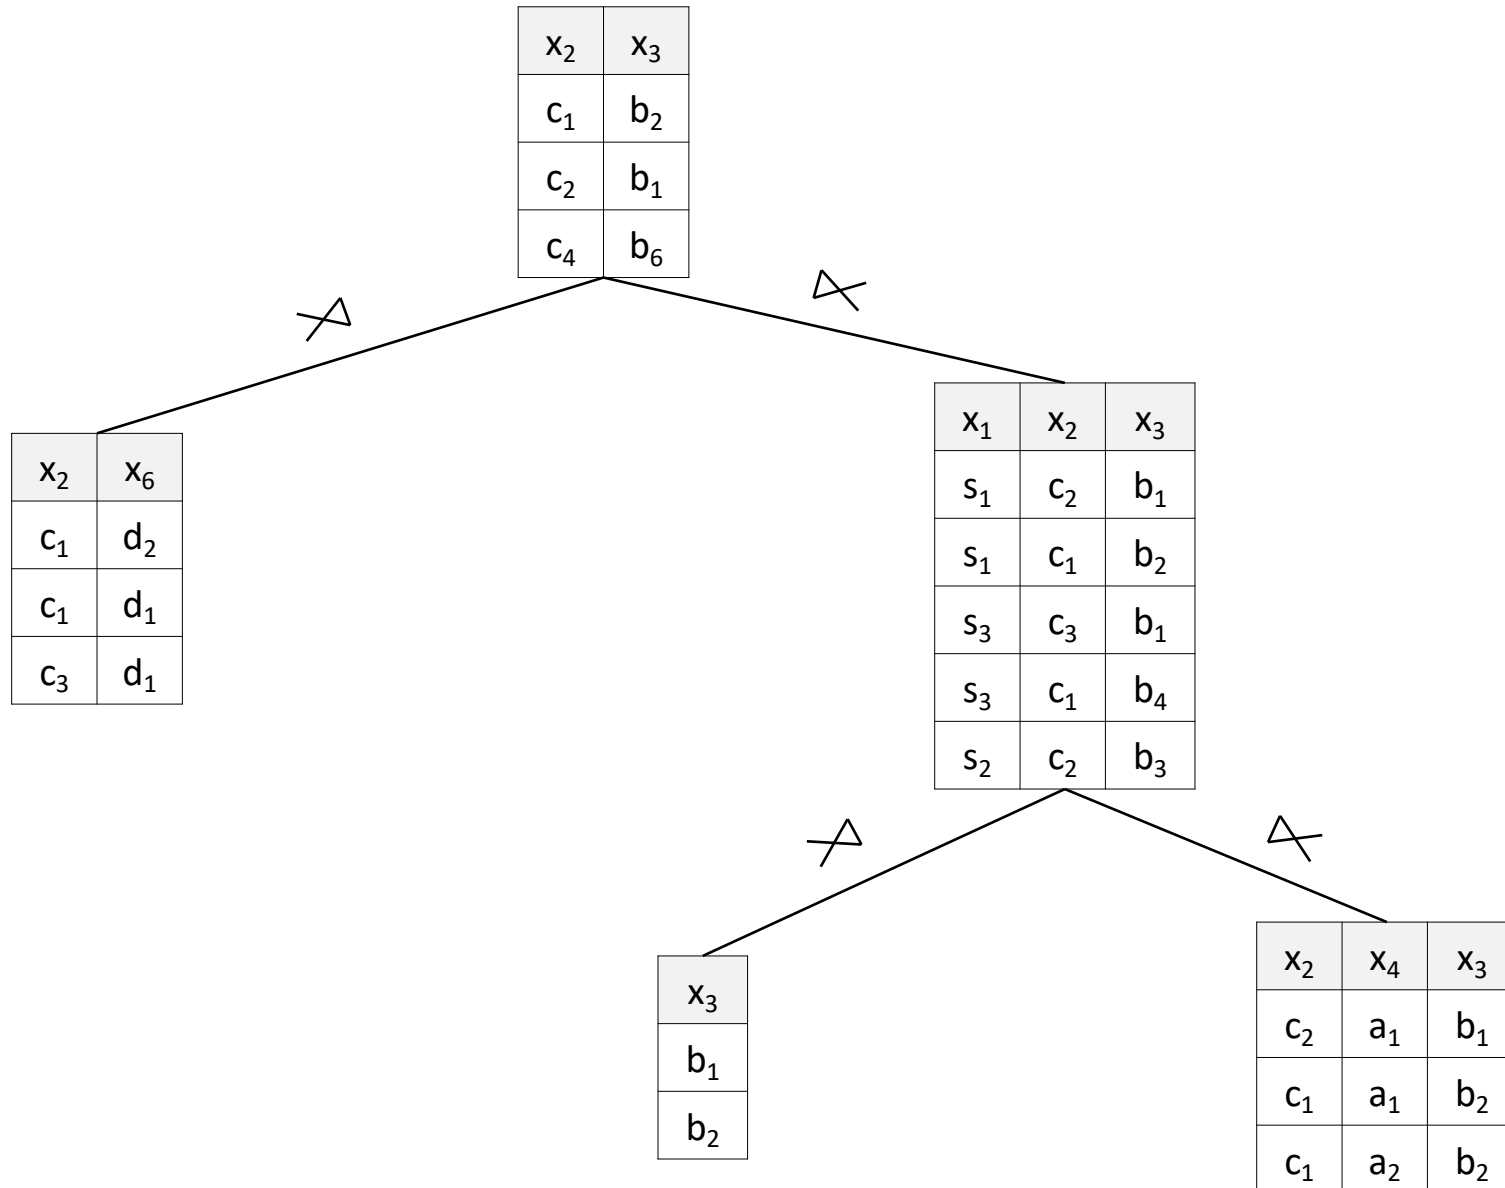 x₂ x₃
c₁ b₂
c₂ b₁
c₄ b₆
x₂ x₆
c₁ d₂
c₁ d₁
c₃ d₁
x₁ x₂ x₃
s₁ c₂ b₁
s₁ c₁ b₂
s₃ c₃ b₁
s₃ c₁ b₄
s₂ c₂ b₃
x₃
b₁
b₂
x₂ x₄ x₃
c₂ a₁ b₁
c₁ a₁ b₂
c₁ a₂ b₂